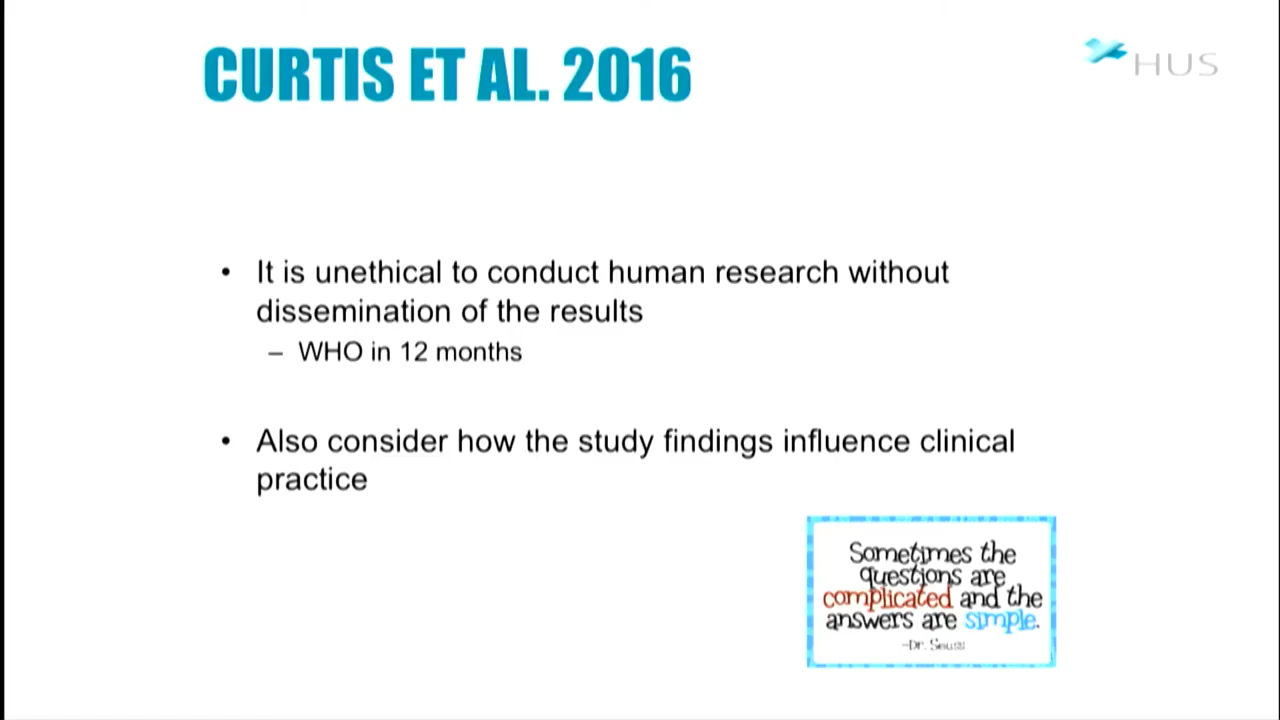 CURTIS ET AL. 2016
HUS
• It is unethical to conduct human research without
dissemination of the results
– WHO in 12 months
• Also consider how the study findings influence clinical
practice
Sometimes the
questions are
complicated and the
answers are simple.
-Dr. Seuss